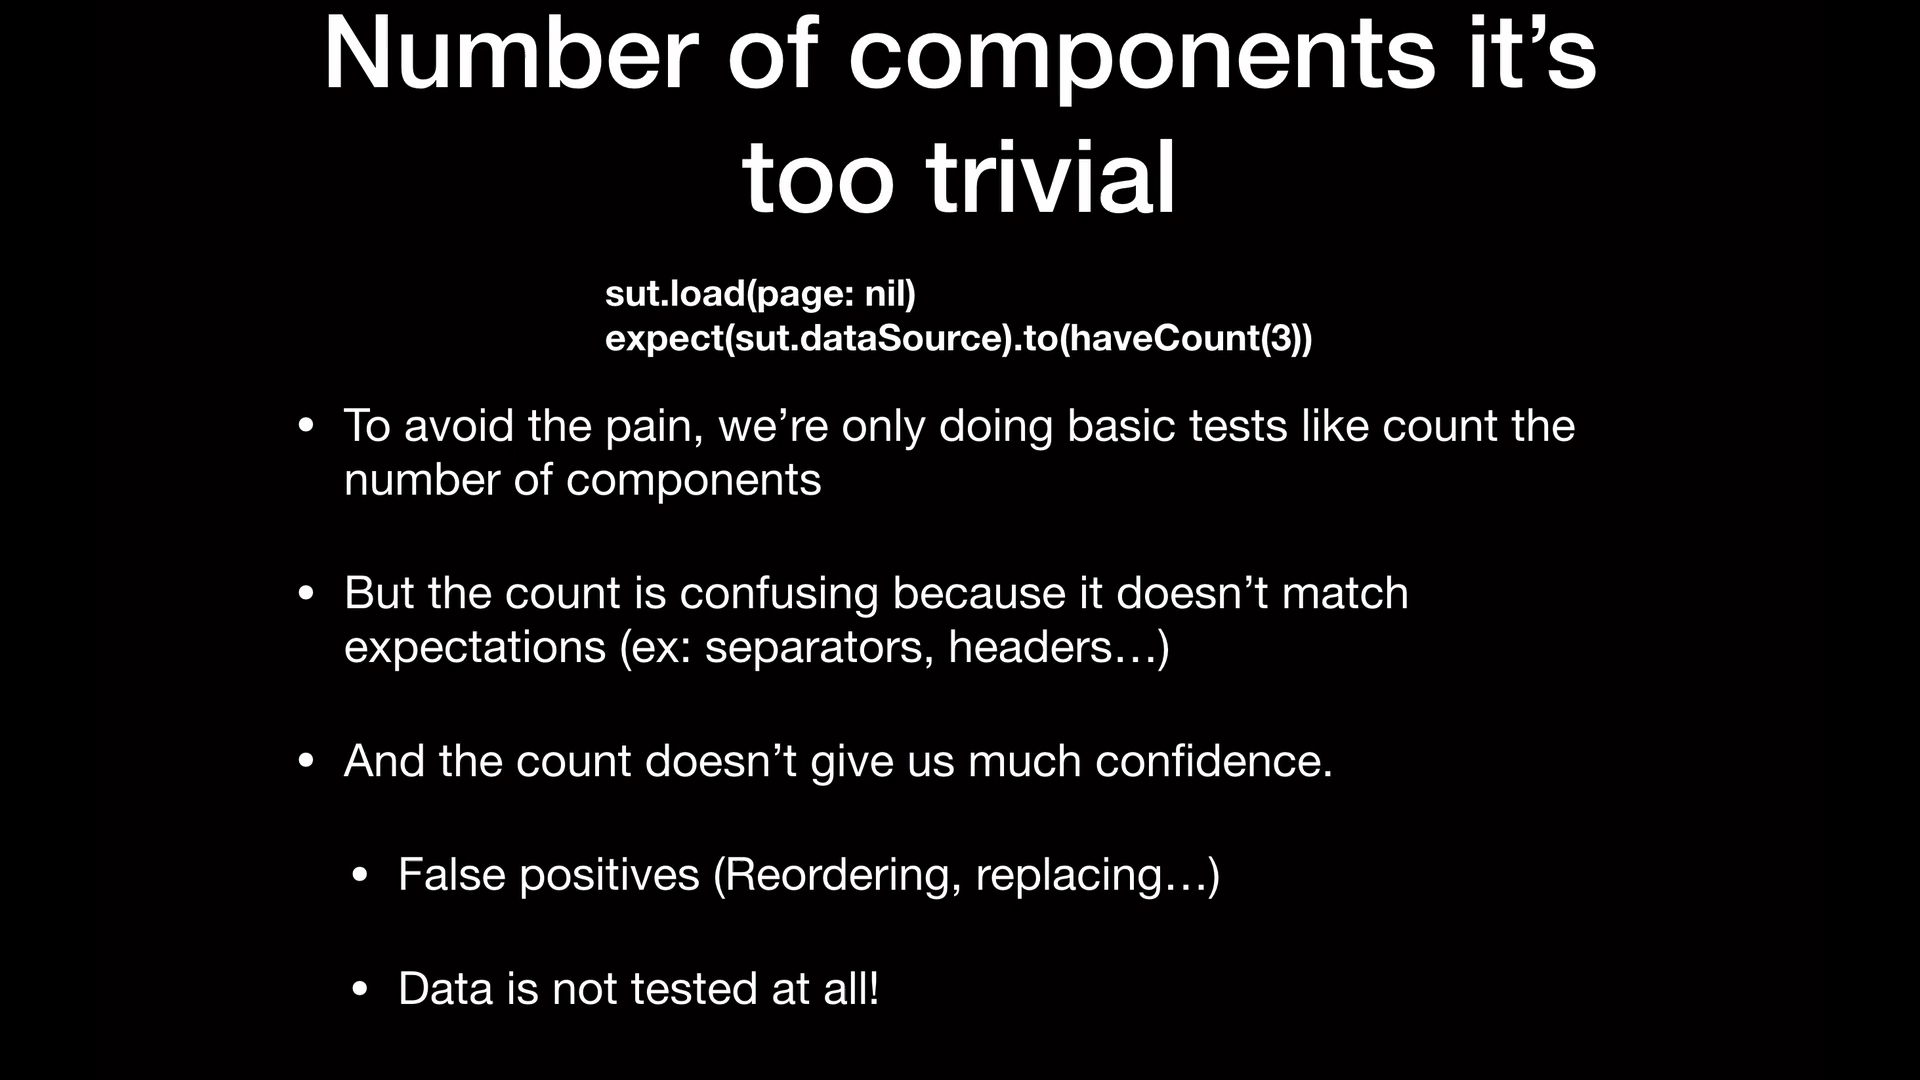 Number of components it’s
too trivial
sut.load(page: nil)
expect(sut.dataSource).to(haveCount(3))
• To avoid the pain, we’re only doing basic tests like count the
number of components
• But the count is confusing because it doesn’t match
expectations (ex: separators, headers…)
• And the count doesn’t give us much confidence.
• False positives (Reordering, replacing…)
• Data is not tested at all!